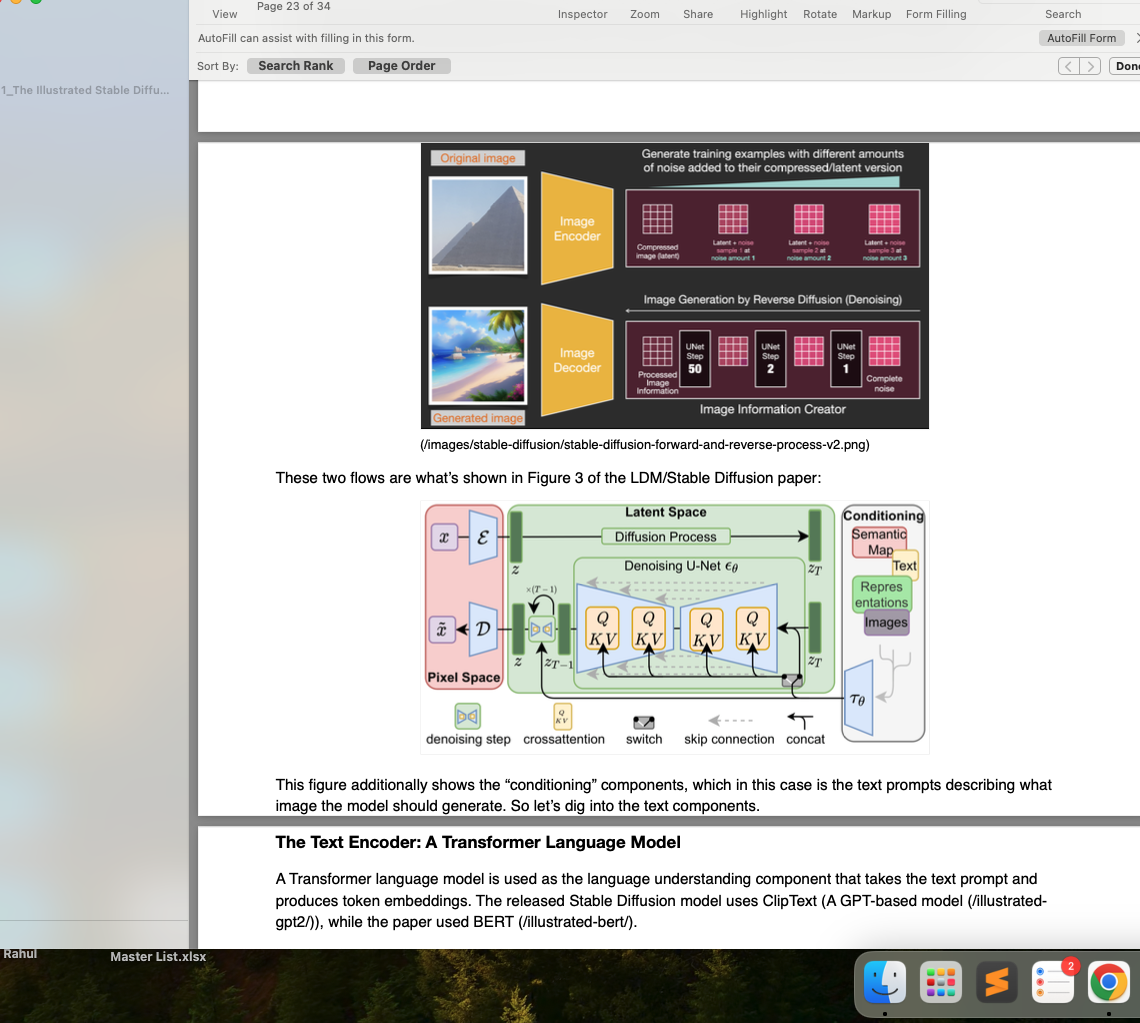 Page 23 of 34
View
Inspector
Zoom
Share
Highlight
Rotate
Markup
Form Filling
Search
AutoFill can assist with filling in this form.
AutoFill Form
Sort By:
Search Rank
Page Order
1_The Illustrated Stable Diffu...
Original image
Generate training examples with different amounts
of noise added to their compressed/latent version
Image
Encoder
Compressed
image (latent)
Latent + noise
sample 1 at
noise amount 1
Latent + noise
sample 2 at
noise amount 2
Latent + noise
sample 3 at
noise amount 3
Image Generation by Reverse Diffusion (Denoising)
Image
Decoder
Processed
Image
Information
UNet
Step
50
UNet
Step
2
UNet
Step
1
Complete
noise
Generated image
Image Information Creator
(/images/stable-diffusion/stable-diffusion-forward-and-reverse-process-v2.png)
These two flows are what’s shown in Figure 3 of the LDM/Stable Diffusion paper:
Latent Space
Conditioning
x
ℰ
Diffusion Process
Semantic
Map
Text
z
Denoising U-Net ϵθ
zT
Repres
entations
Images
×(T − 1)
x̃
𝒟
Q
KV
Q
KV
Q
KV
Q
KV
z
zT−1
zT
Pixel Space
τθ
Q
KV
denoising step
crossattention
switch
skip connection
concat
This figure additionally shows the “conditioning” components, which in this case is the text prompts describing what
image the model should generate. So let’s dig into the text components.
The Text Encoder: A Transformer Language Model
A Transformer language model is used as the language understanding component that takes the text prompt and
produces token embeddings. The released Stable Diffusion model uses ClipText (A GPT-based model (/illustrated-
gpt2/)), while the paper used BERT (/illustrated-bert/).
Rahul
Master List.xlsx
2